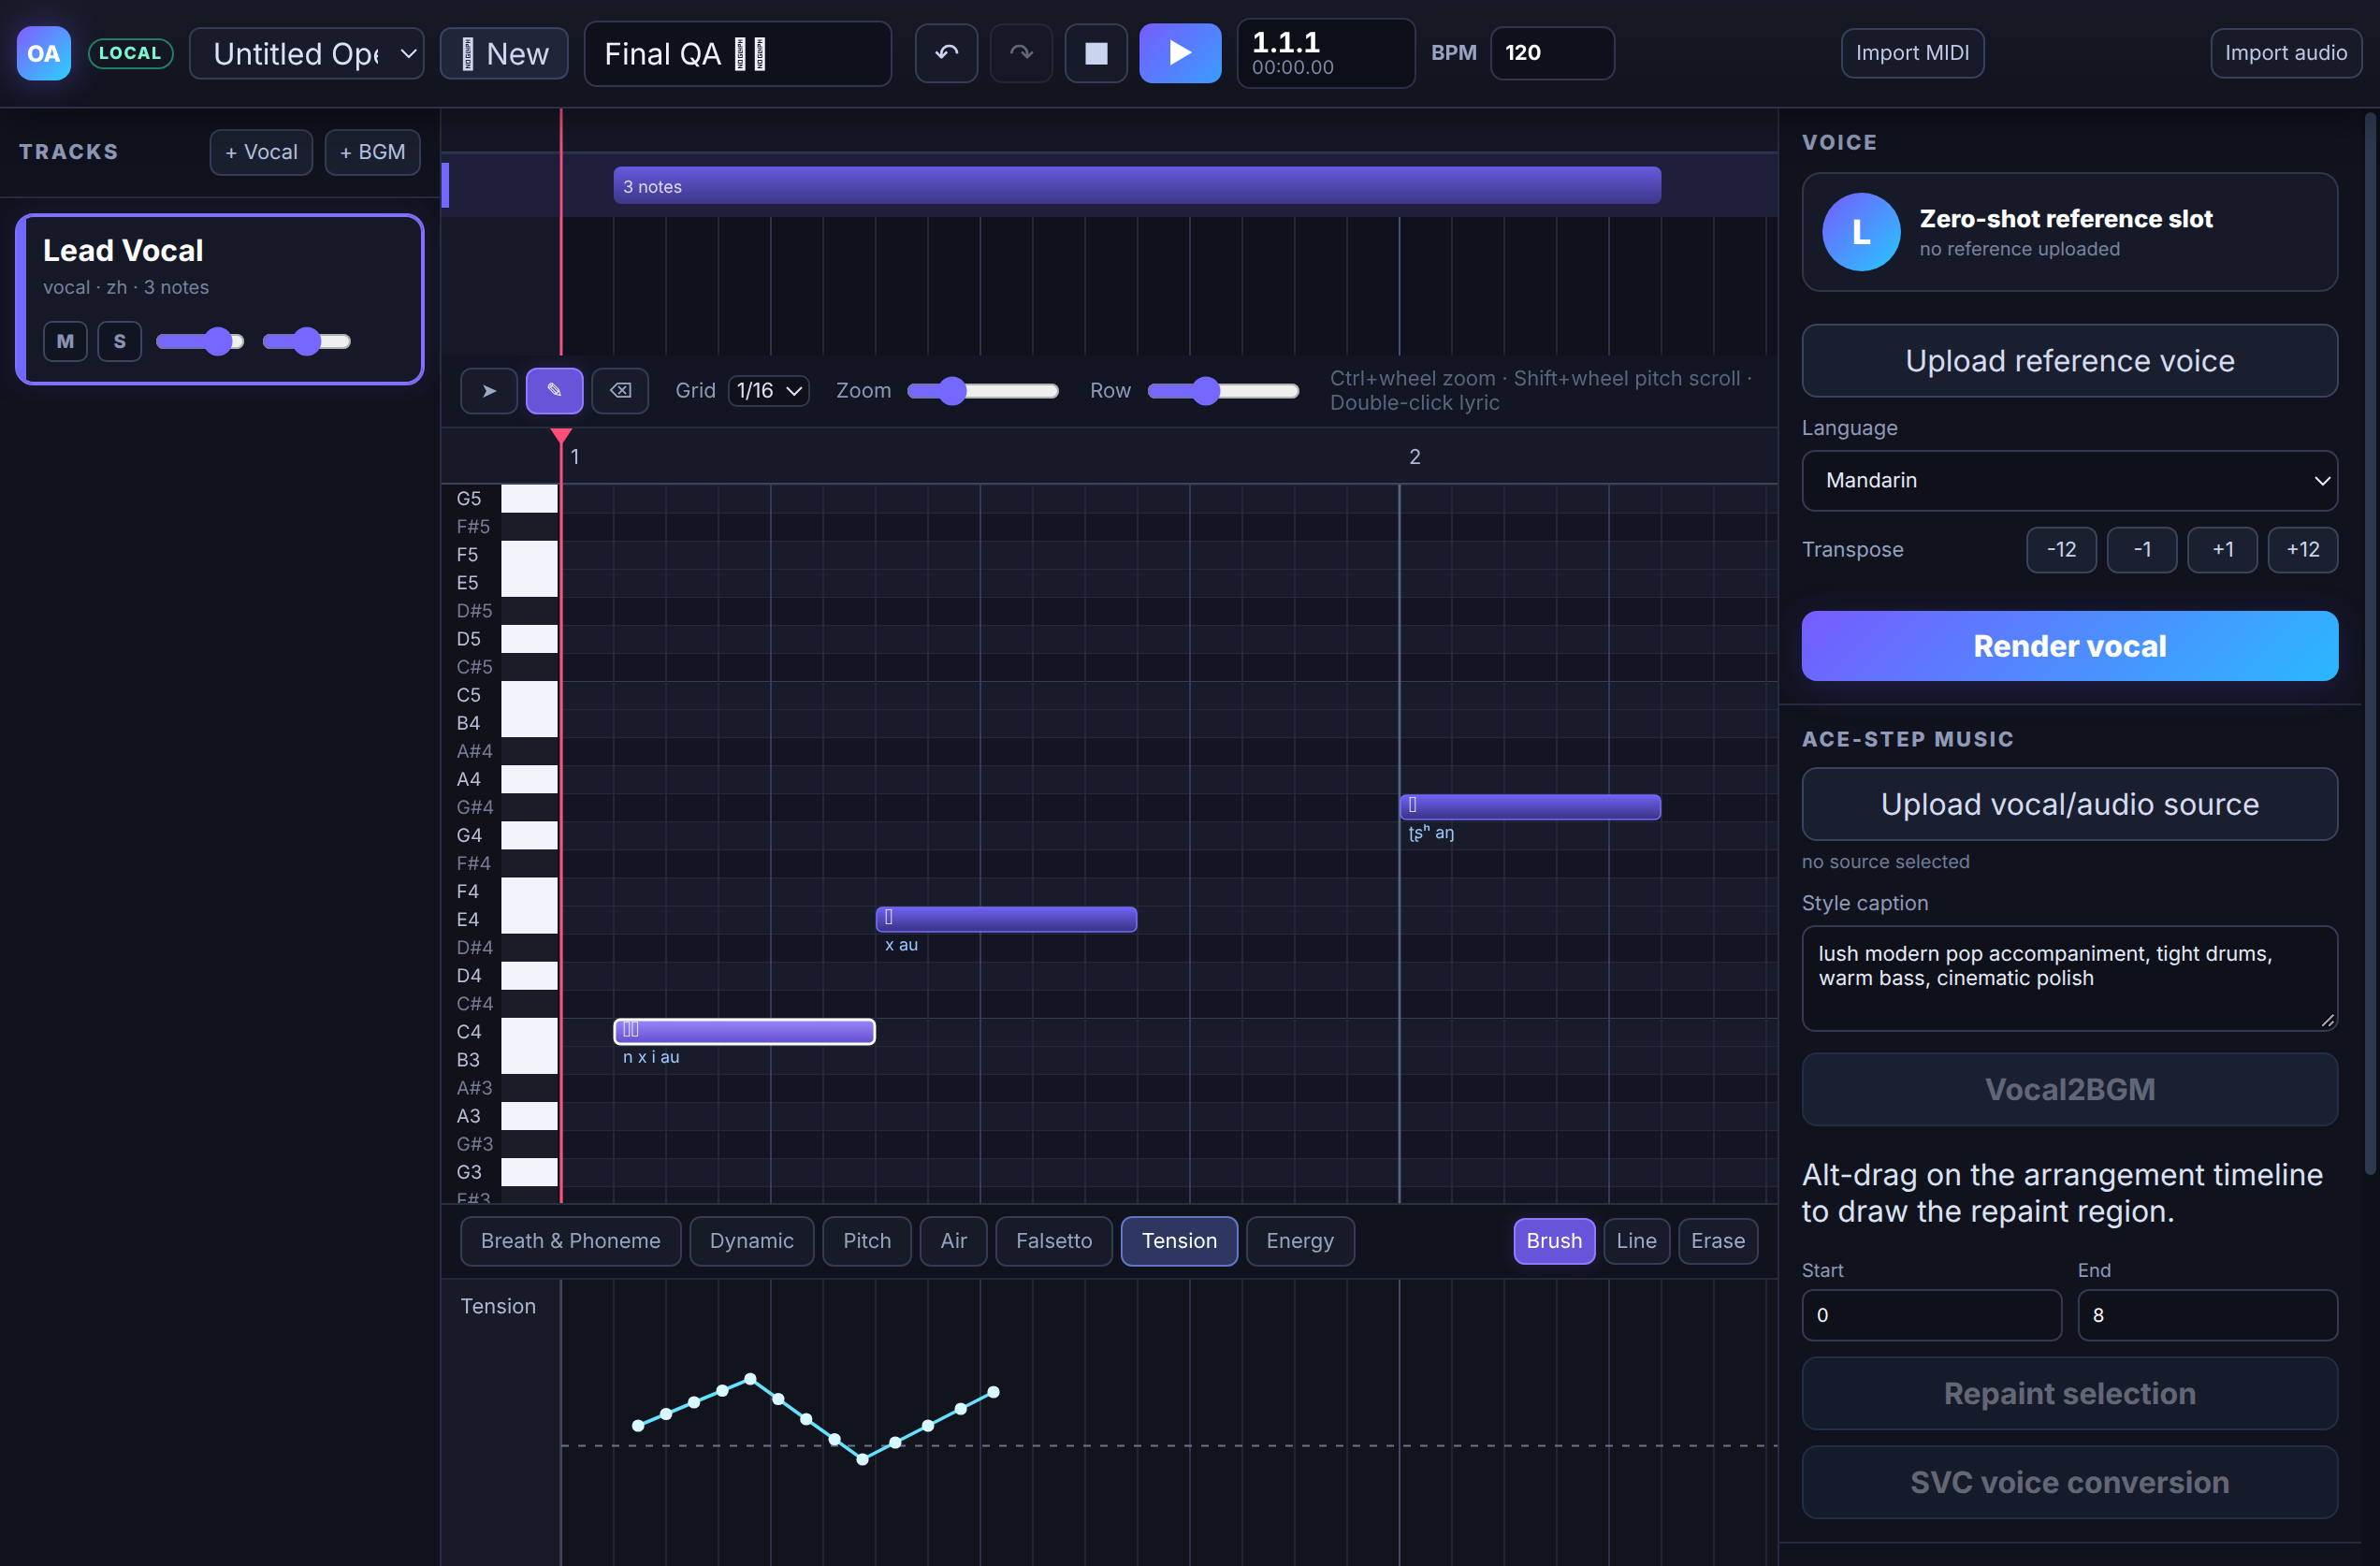 OA
LOCAL
Untitled Ope
New
Final QA
1.1.1
00:00.00
BPM
120
Import MIDI
Import audio
TRACKS
+ Vocal
+ BGM
Lead Vocal
vocal · zh · 3 notes
M
S
3 notes
Grid
1/16
Zoom
Row
Ctrl+wheel zoom · Shift+wheel pitch scroll ·
Double-click lyric
1
2
G5
F#5
F5
E5
D#5
D5
C#5
C5
B4
A#4
A4
G#4
G4
F#4
F4
E4
D#4
D4
C#4
C4
B3
A#3
A3
G#3
G3
F#3
ʈʂʰ aŋ
x au
n x i au
Breath & Phoneme
Dynamic
Pitch
Air
Falsetto
Tension
Energy
Brush
Line
Erase
Tension
VOICE
L
Zero-shot reference slot
no reference uploaded
Upload reference voice
Language
Mandarin
Transpose
-12
-1
+1
+12
Render vocal
ACE-STEP MUSIC
Upload vocal/audio source
no source selected
Style caption
lush modern pop accompaniment, tight drums,
warm bass, cinematic polish
Vocal2BGM
Alt-drag on the arrangement timeline
to draw the repaint region.
Start
End
0
8
Repaint selection
SVC voice conversion